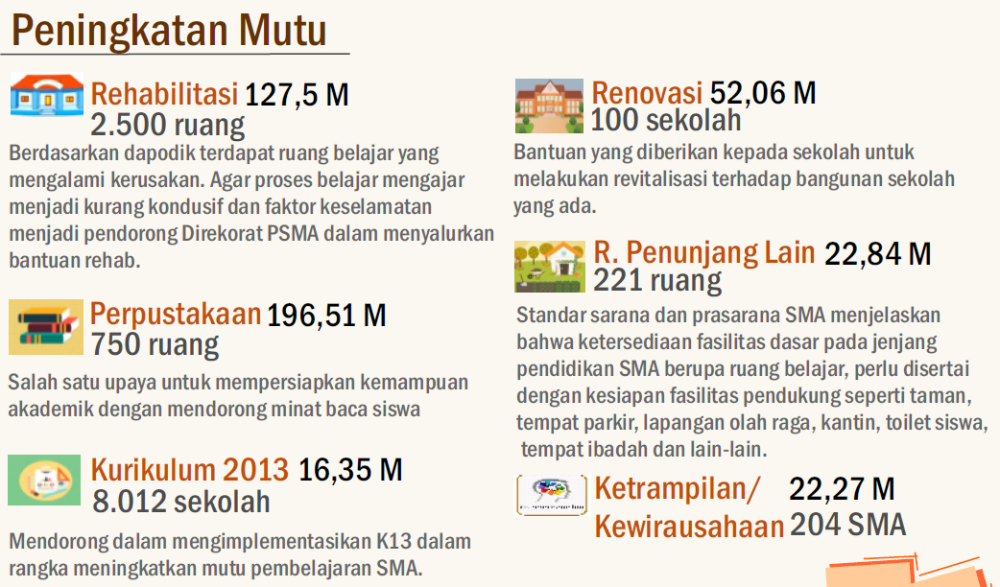 Peningkatan Mutu
Rehabilitasi 127,5 M
2.500 ruang
Berdasarkan dapodik terdapat ruang belajar yang
mengalami kerusakan. Agar proses belajar mengajar
menjadi kurang kondusif dan faktor keselamatan
menjadi pendorong Direkorat PSMA dalam menyalurkan
bantuan rehab.
Perpustakaan 196,51 M
750 ruang
Salah satu upaya untuk mempersiapkan kemampuan
akademik dengan mendorong minat baca siswa
Kurikulum 2013 16,35 M
8.012 sekolah
Mendorong dalam mengimplementasikan K13 dalam
rangka meningkatkan mutu pembelajaran SMA.
Renovasi 52,06 M
100 sekolah
Bantuan yang diberikan kepada sekolah untuk
melakukan revitalisasi terhadap bangunan sekolah
yang ada.
R. Penunjang Lain 22,84 M
221 ruang
Standar sarana dan prasarana SMA menjelaskan
bahwa ketersediaan fasilitas dasar pada jenjang
pendidikan SMA berupa ruang belajar, perlu disertai
dengan kesiapan fasilitas pendukung seperti taman,
tempat parkir, lapangan olah raga, kantin, toilet siswa,
tempat ibadah dan lain-lain.
Ketrampilan/ 22,27 M
Kewirausahaan 204 SMA